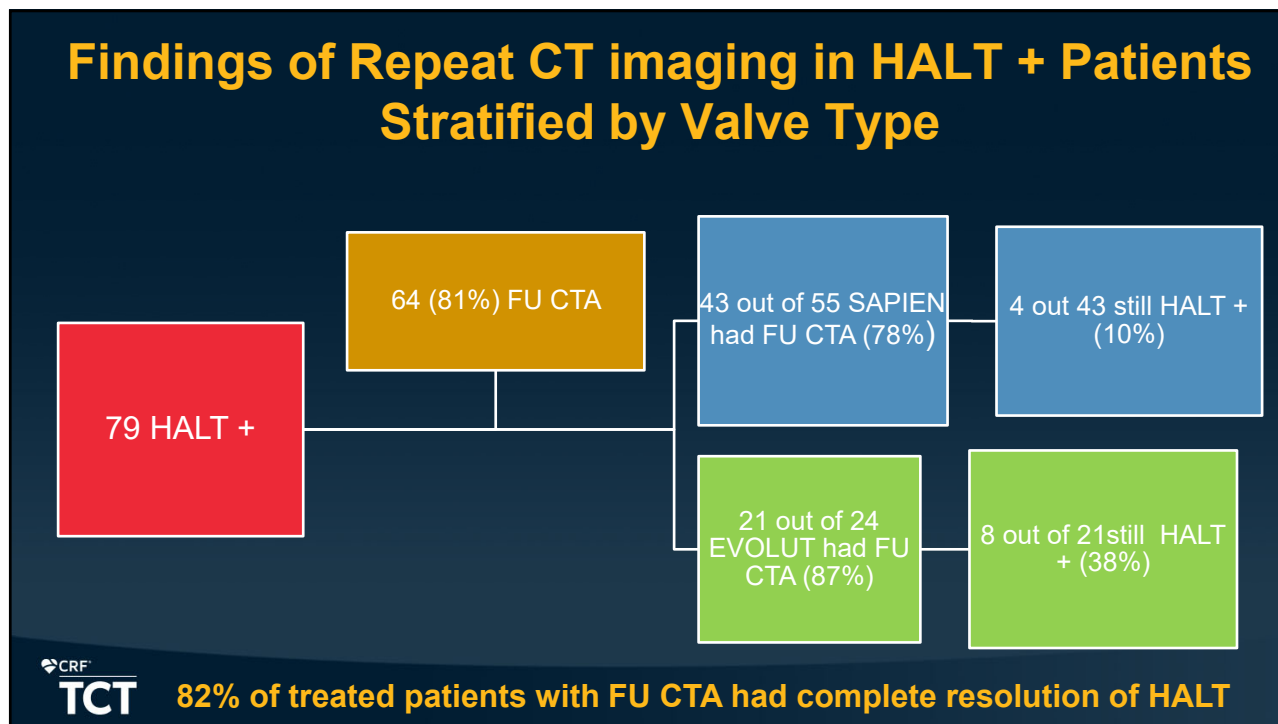 Findings of Repeat CT imaging in HALT + Patients
Stratified by Valve Type
79 HALT +
64 (81%) FU CTA
43 out of 55 SAPIEN
had FU CTA (78%)
4 out 43 still HALT +
(10%)
21 out of 24
EVOLUT had FU
CTA (87%)
8 out of 21still HALT
+ (38%)
CRF
TCT
82% of treated patients with FU CTA had complete resolution of HALT